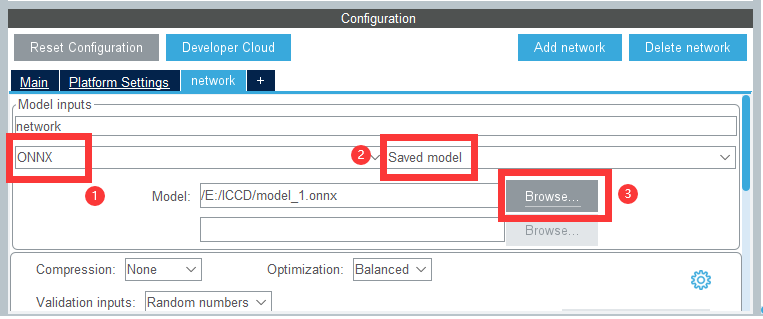 Configuration
Reset Configuration Developer Cloud Add network Delete network
Main Platform Settings network +
Model inputs
network
ONNX 2 Saved model
1 Model: /E:/ICCD/model_1.onnx Browse... 3
Browse...
Compression: None Optimization: Balanced
Validation inputs: Random numbers